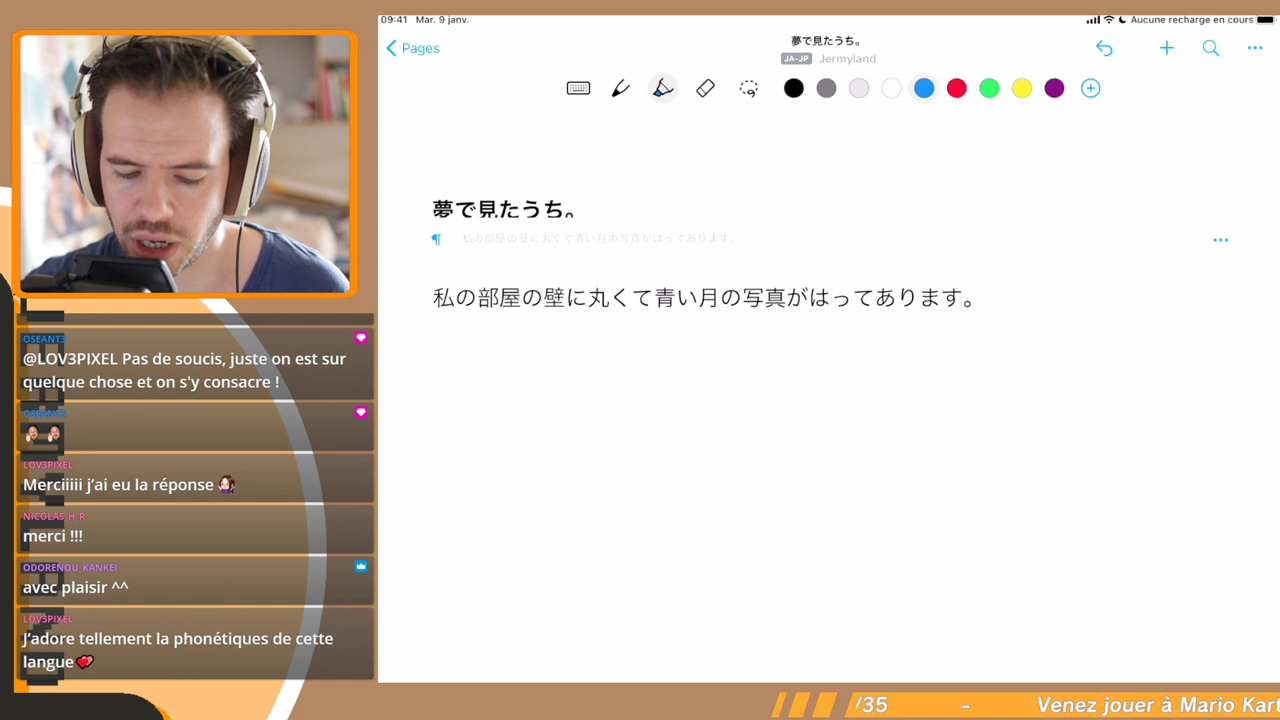 09:41 Mar. 9 janv.
Aucune recharge en cours
Pages
夢で見たうち。
JA-JP Jermyland
夢で見たうち。
¶ 私の部屋の壁に丸くて青い月の写真がはってあります。
私の部屋の壁に丸くて青い月の写真がはってあります。
OSEANT3
@LOV3PIXEL Pas de soucis, juste on est sur
quelque chose et on s'y consacre !
OSEANT3
LOV3PIXEL
Merciiiii j'ai eu la réponse
NICOLAS H R
merci !!!
ODORENOU KANKEI
avec plaisir ^^
LOV3PIXEL
J'adore tellement la phonétiques de cette
langue
/35 - Venez jouer à Mario Kart